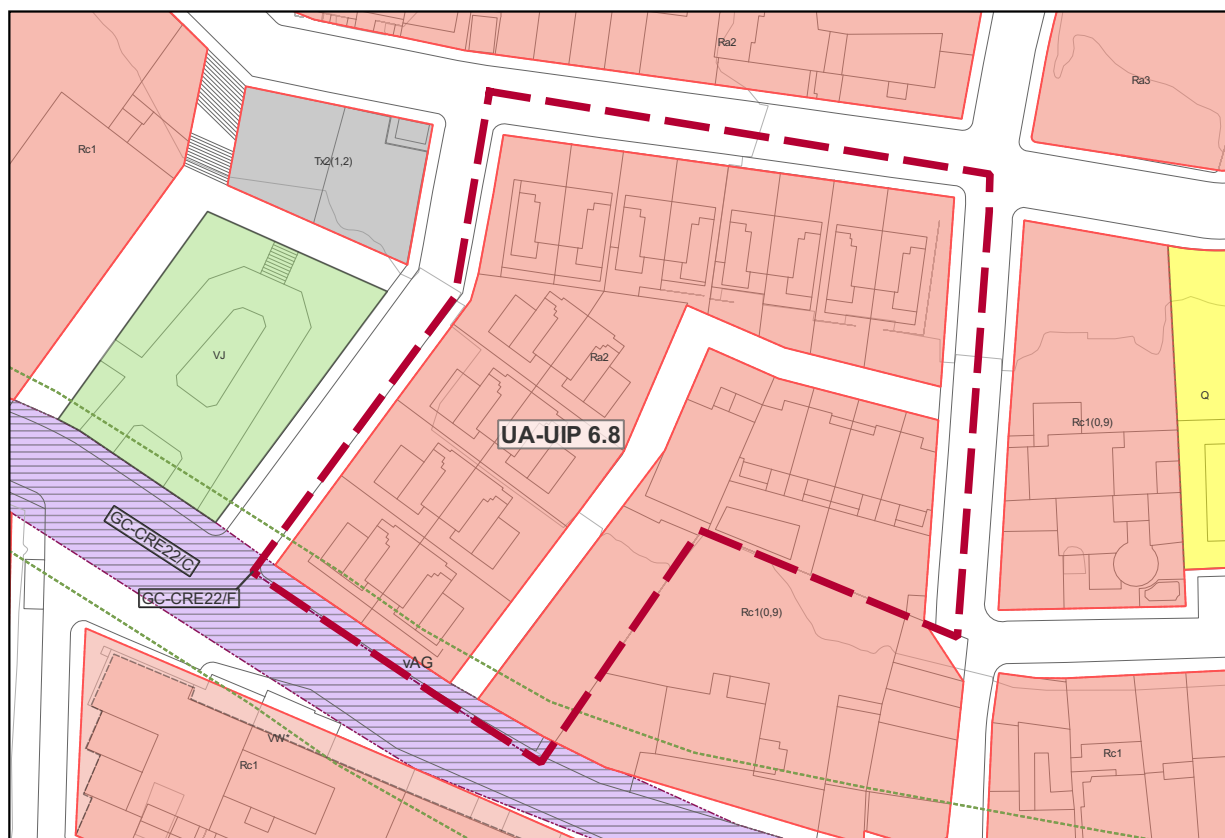 Ra2
Ra3
Rc1
Tx2(1,2)
VJ
Ra2
Q
Rc1(0,9)
UA-UIP 6.8
GC-CRE22/C
GC-CRE22/F
Rc1(0,9)
vAG
VW*
Rc1
Rc1